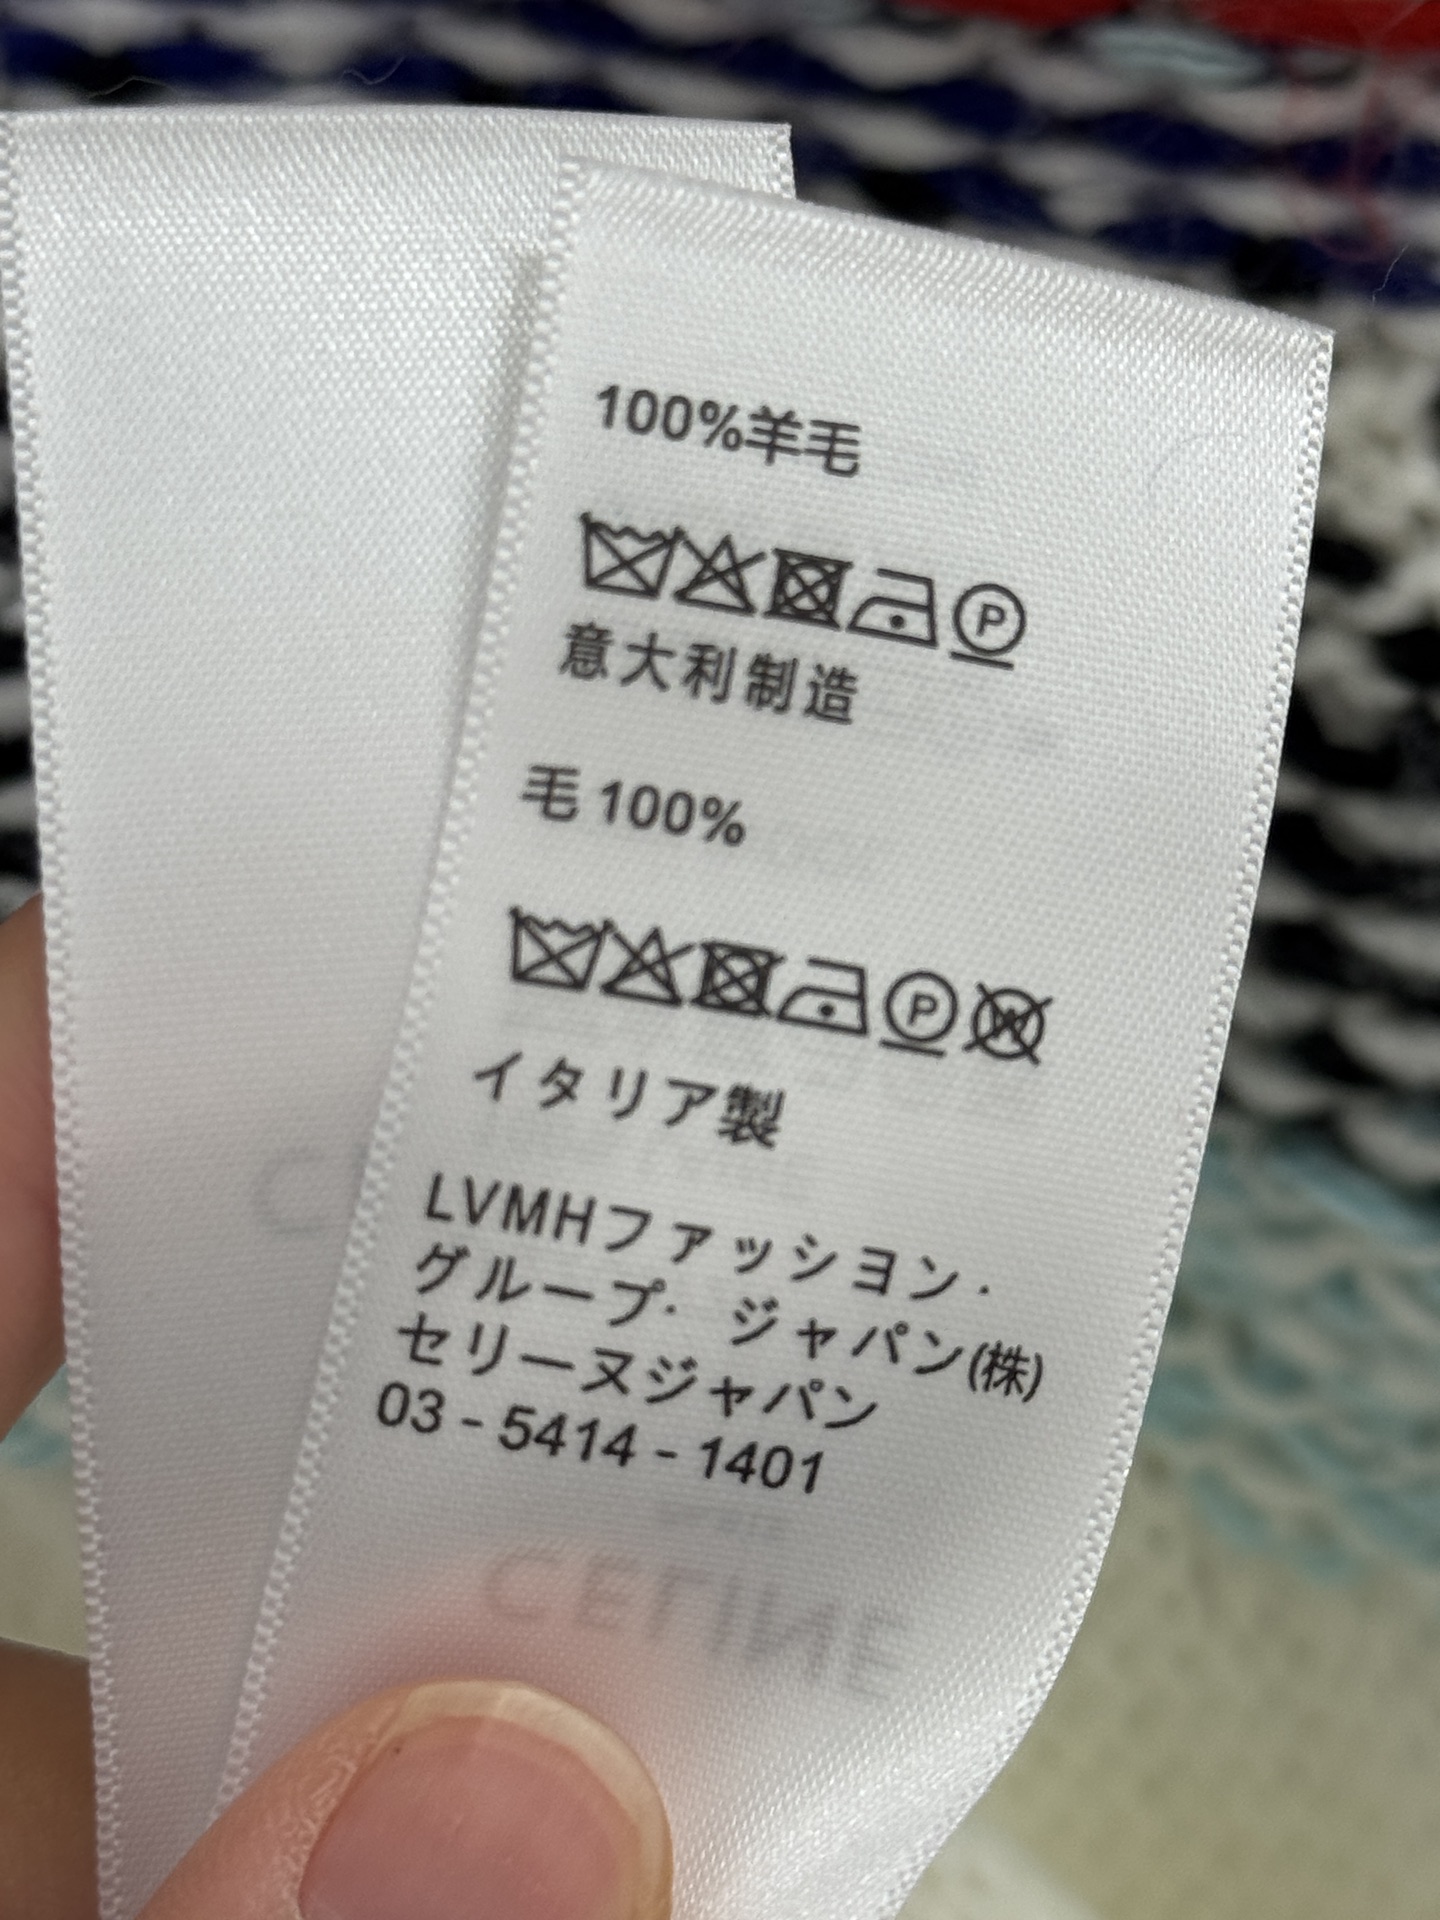 100%羊毛
P
意大利制造
毛 100%
P W
イタリア製
LVMHファッション・
グループ・ ジャパン(株)
セリーヌジャパン
03 - 5414 - 1401
CELINE